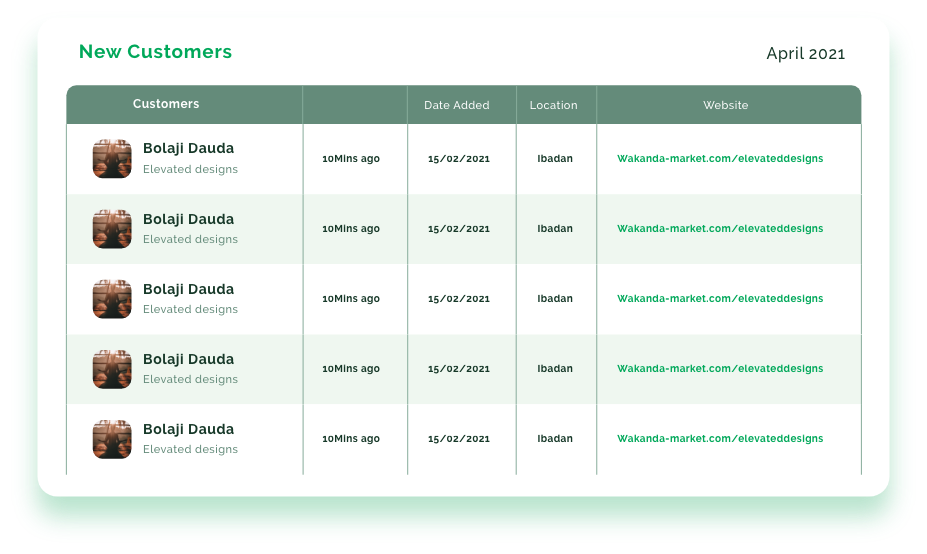 New Customers
April 2021
Customers Date Added Location Website
Bolaji Dauda
Elevated designs
10Mins ago 15/02/2021 Ibadan Wakanda-market.com/elevateddesigns
Bolaji Dauda
Elevated designs
10Mins ago 15/02/2021 Ibadan Wakanda-market.com/elevateddesigns
Bolaji Dauda
Elevated designs
10Mins ago 15/02/2021 Ibadan Wakanda-market.com/elevateddesigns
Bolaji Dauda
Elevated designs
10Mins ago 15/02/2021 Ibadan Wakanda-market.com/elevateddesigns
Bolaji Dauda
Elevated designs
10Mins ago 15/02/2021 Ibadan Wakanda-market.com/elevateddesigns